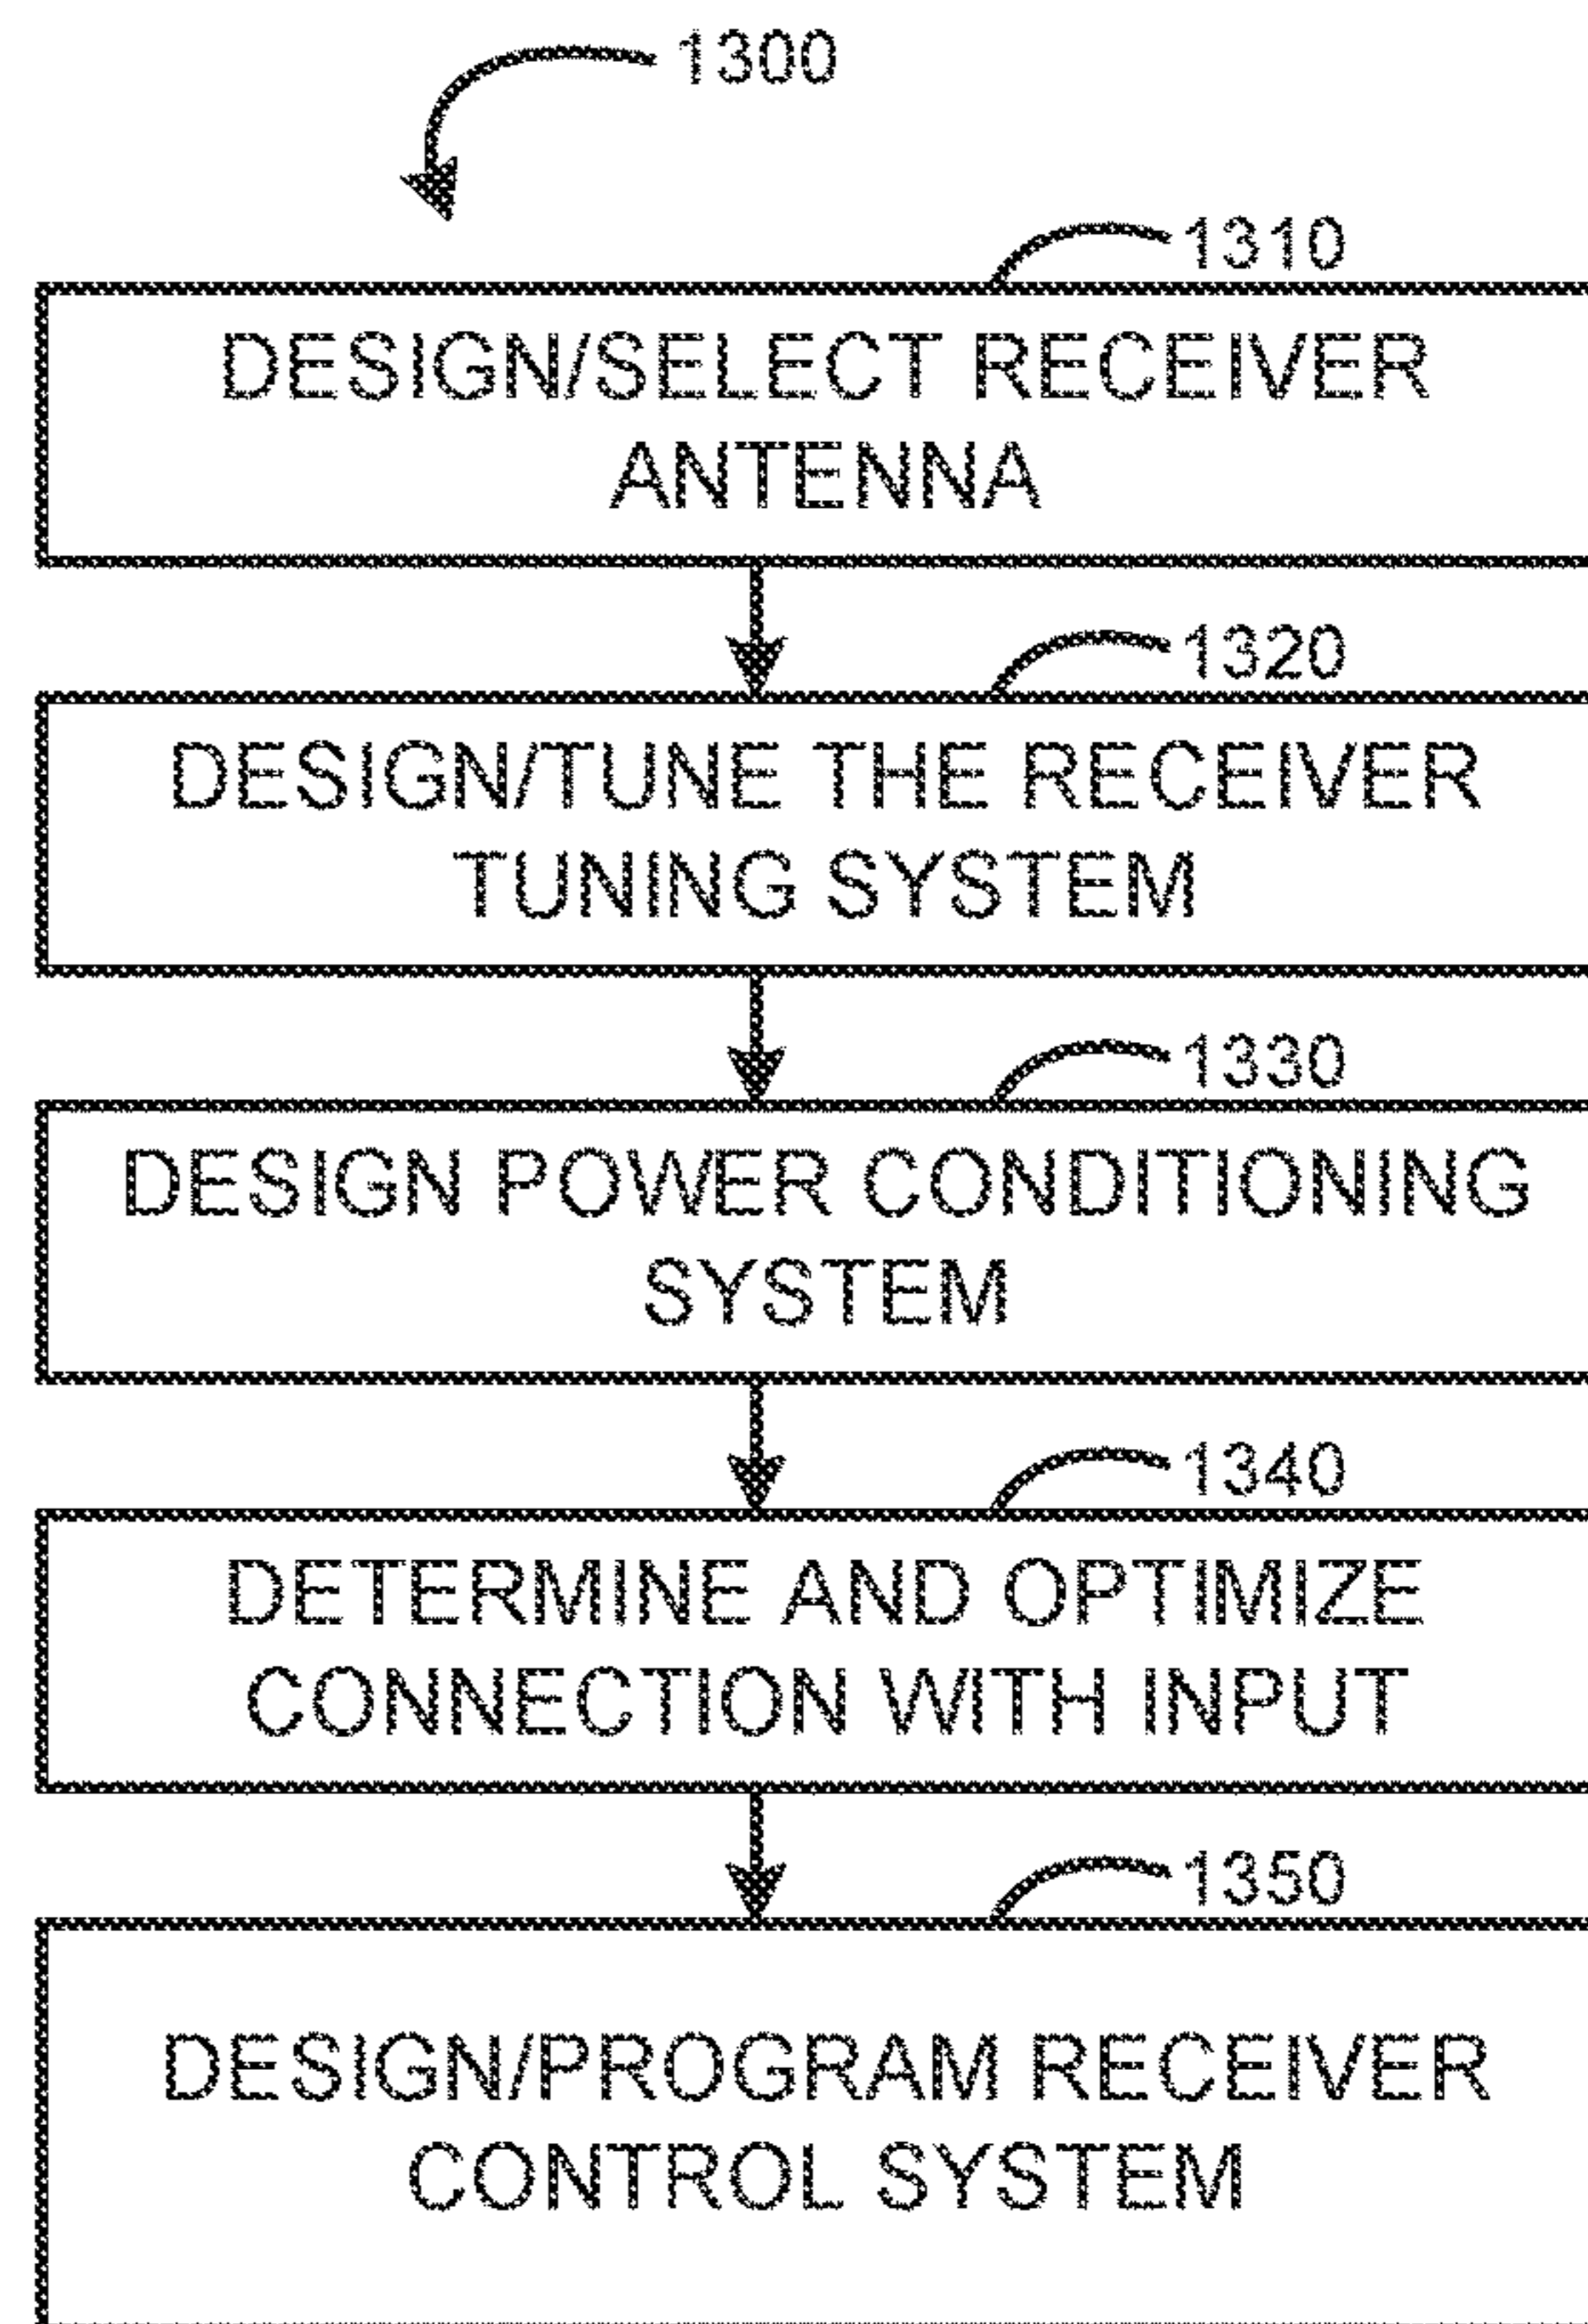 1300
1310
DESIGN/SELECT RECEIVER
ANTENNA
1320
DESIGN/TUNE THE RECEIVER
TUNING SYSTEM
1330
DESIGN POWER CONDITIONING
SYSTEM
1340
DETERMINE AND OPTIMIZE
CONNECTION WITH INPUT
1350
DESIGN/PROGRAM RECEIVER
CONTROL SYSTEM